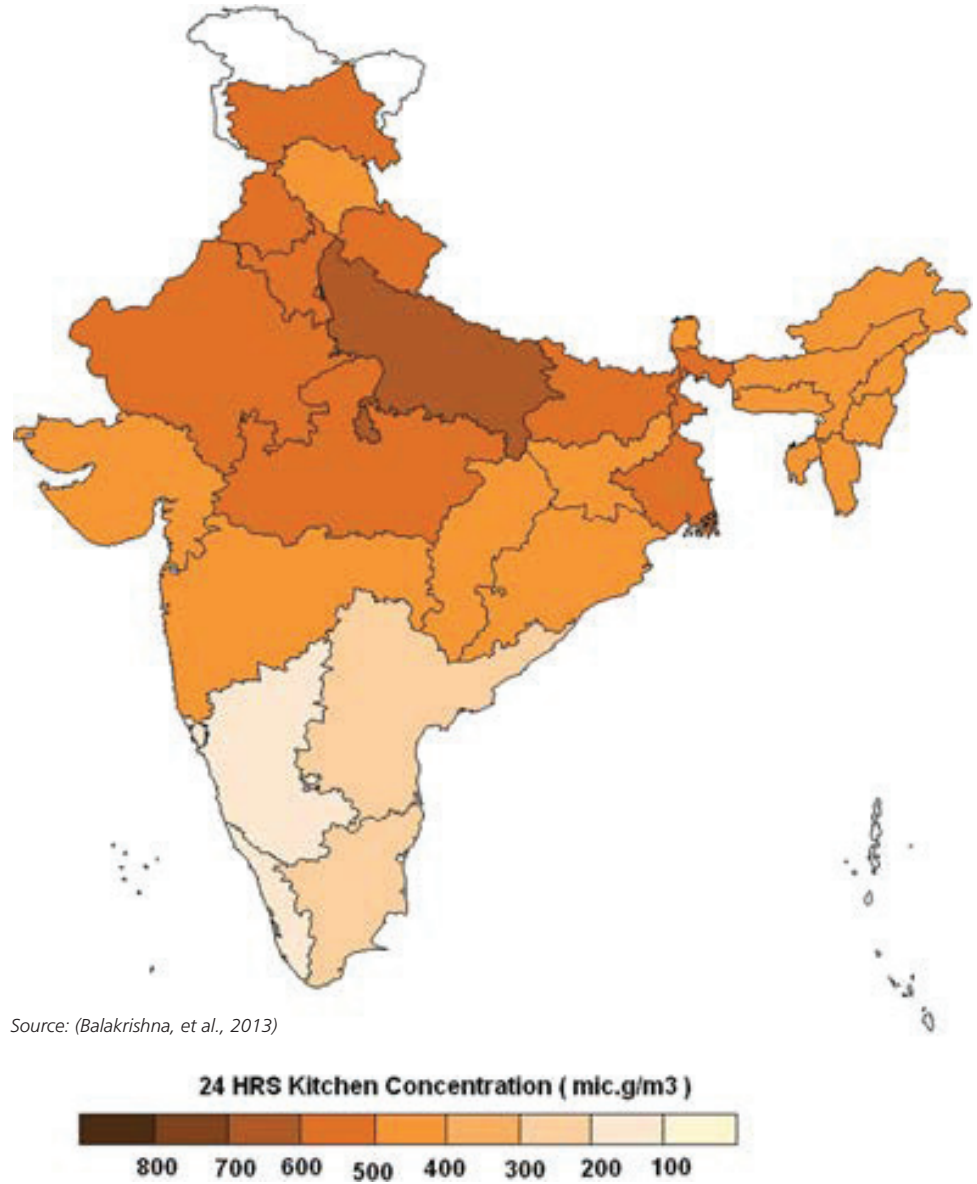 Source: (Balakrishna, et al., 2013)
24 HRS Kitchen Concentration ( mic.g/m3 )
800 700 600 500 400 300 200 100